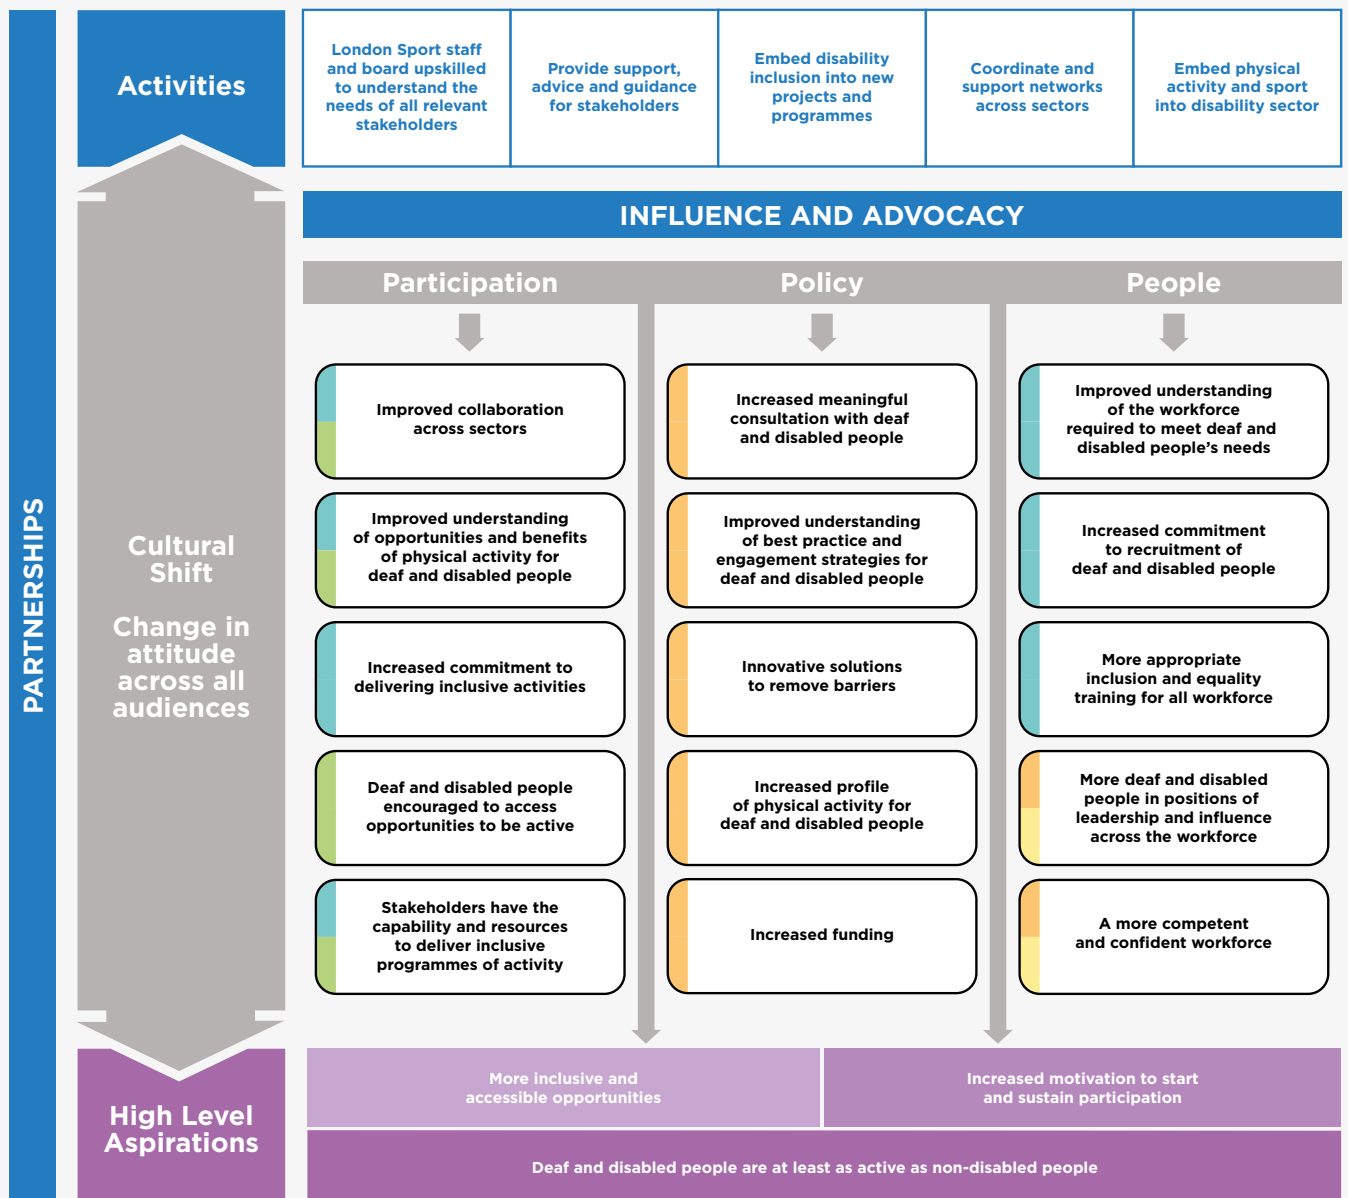 PARTNERSHIPS
Activities
London Sport staff
and board upskilled
to understand the
needs of all relevant
stakeholders
Provide support,
advice and guidance
for stakeholders
Embed disability
inclusion into new
projects and
programmes
Coordinate and
support networks
across sectors
Embed physical
activity and sport
into disability sector
INFLUENCE AND ADVOCACY
Cultural
Shift
Change in
attitude
across all
audiences
Participation
Improved collaboration
across sectors
Improved understanding
of opportunities and benefits
of physical activity for
deaf and disabled people
Increased commitment to
delivering inclusive activities
Deaf and disabled people
encouraged to access
opportunities to be active
Stakeholders have the
capability and resources
to deliver inclusive
programmes of activity
Policy
Increased meaningful
consultation with deaf
and disabled people
Improved understanding
of best practice and
engagement strategies for
deaf and disabled people
Innovative solutions
to remove barriers
Increased profile
of physical activity for
deaf and disabled people
Increased funding
People
Improved understanding
of the workforce
required to meet deaf and
disabled people’s needs
Increased commitment
to recruitment of
deaf and disabled people
More appropriate
inclusion and equality
training for all workforce
More deaf and disabled
people in positions of
leadership and influence
across the workforce
A more competent
and confident workforce
High Level
Aspirations
More inclusive and
accessible opportunities
Increased motivation to start
and sustain participation
Deaf and disabled people are at least as active as non-disabled people